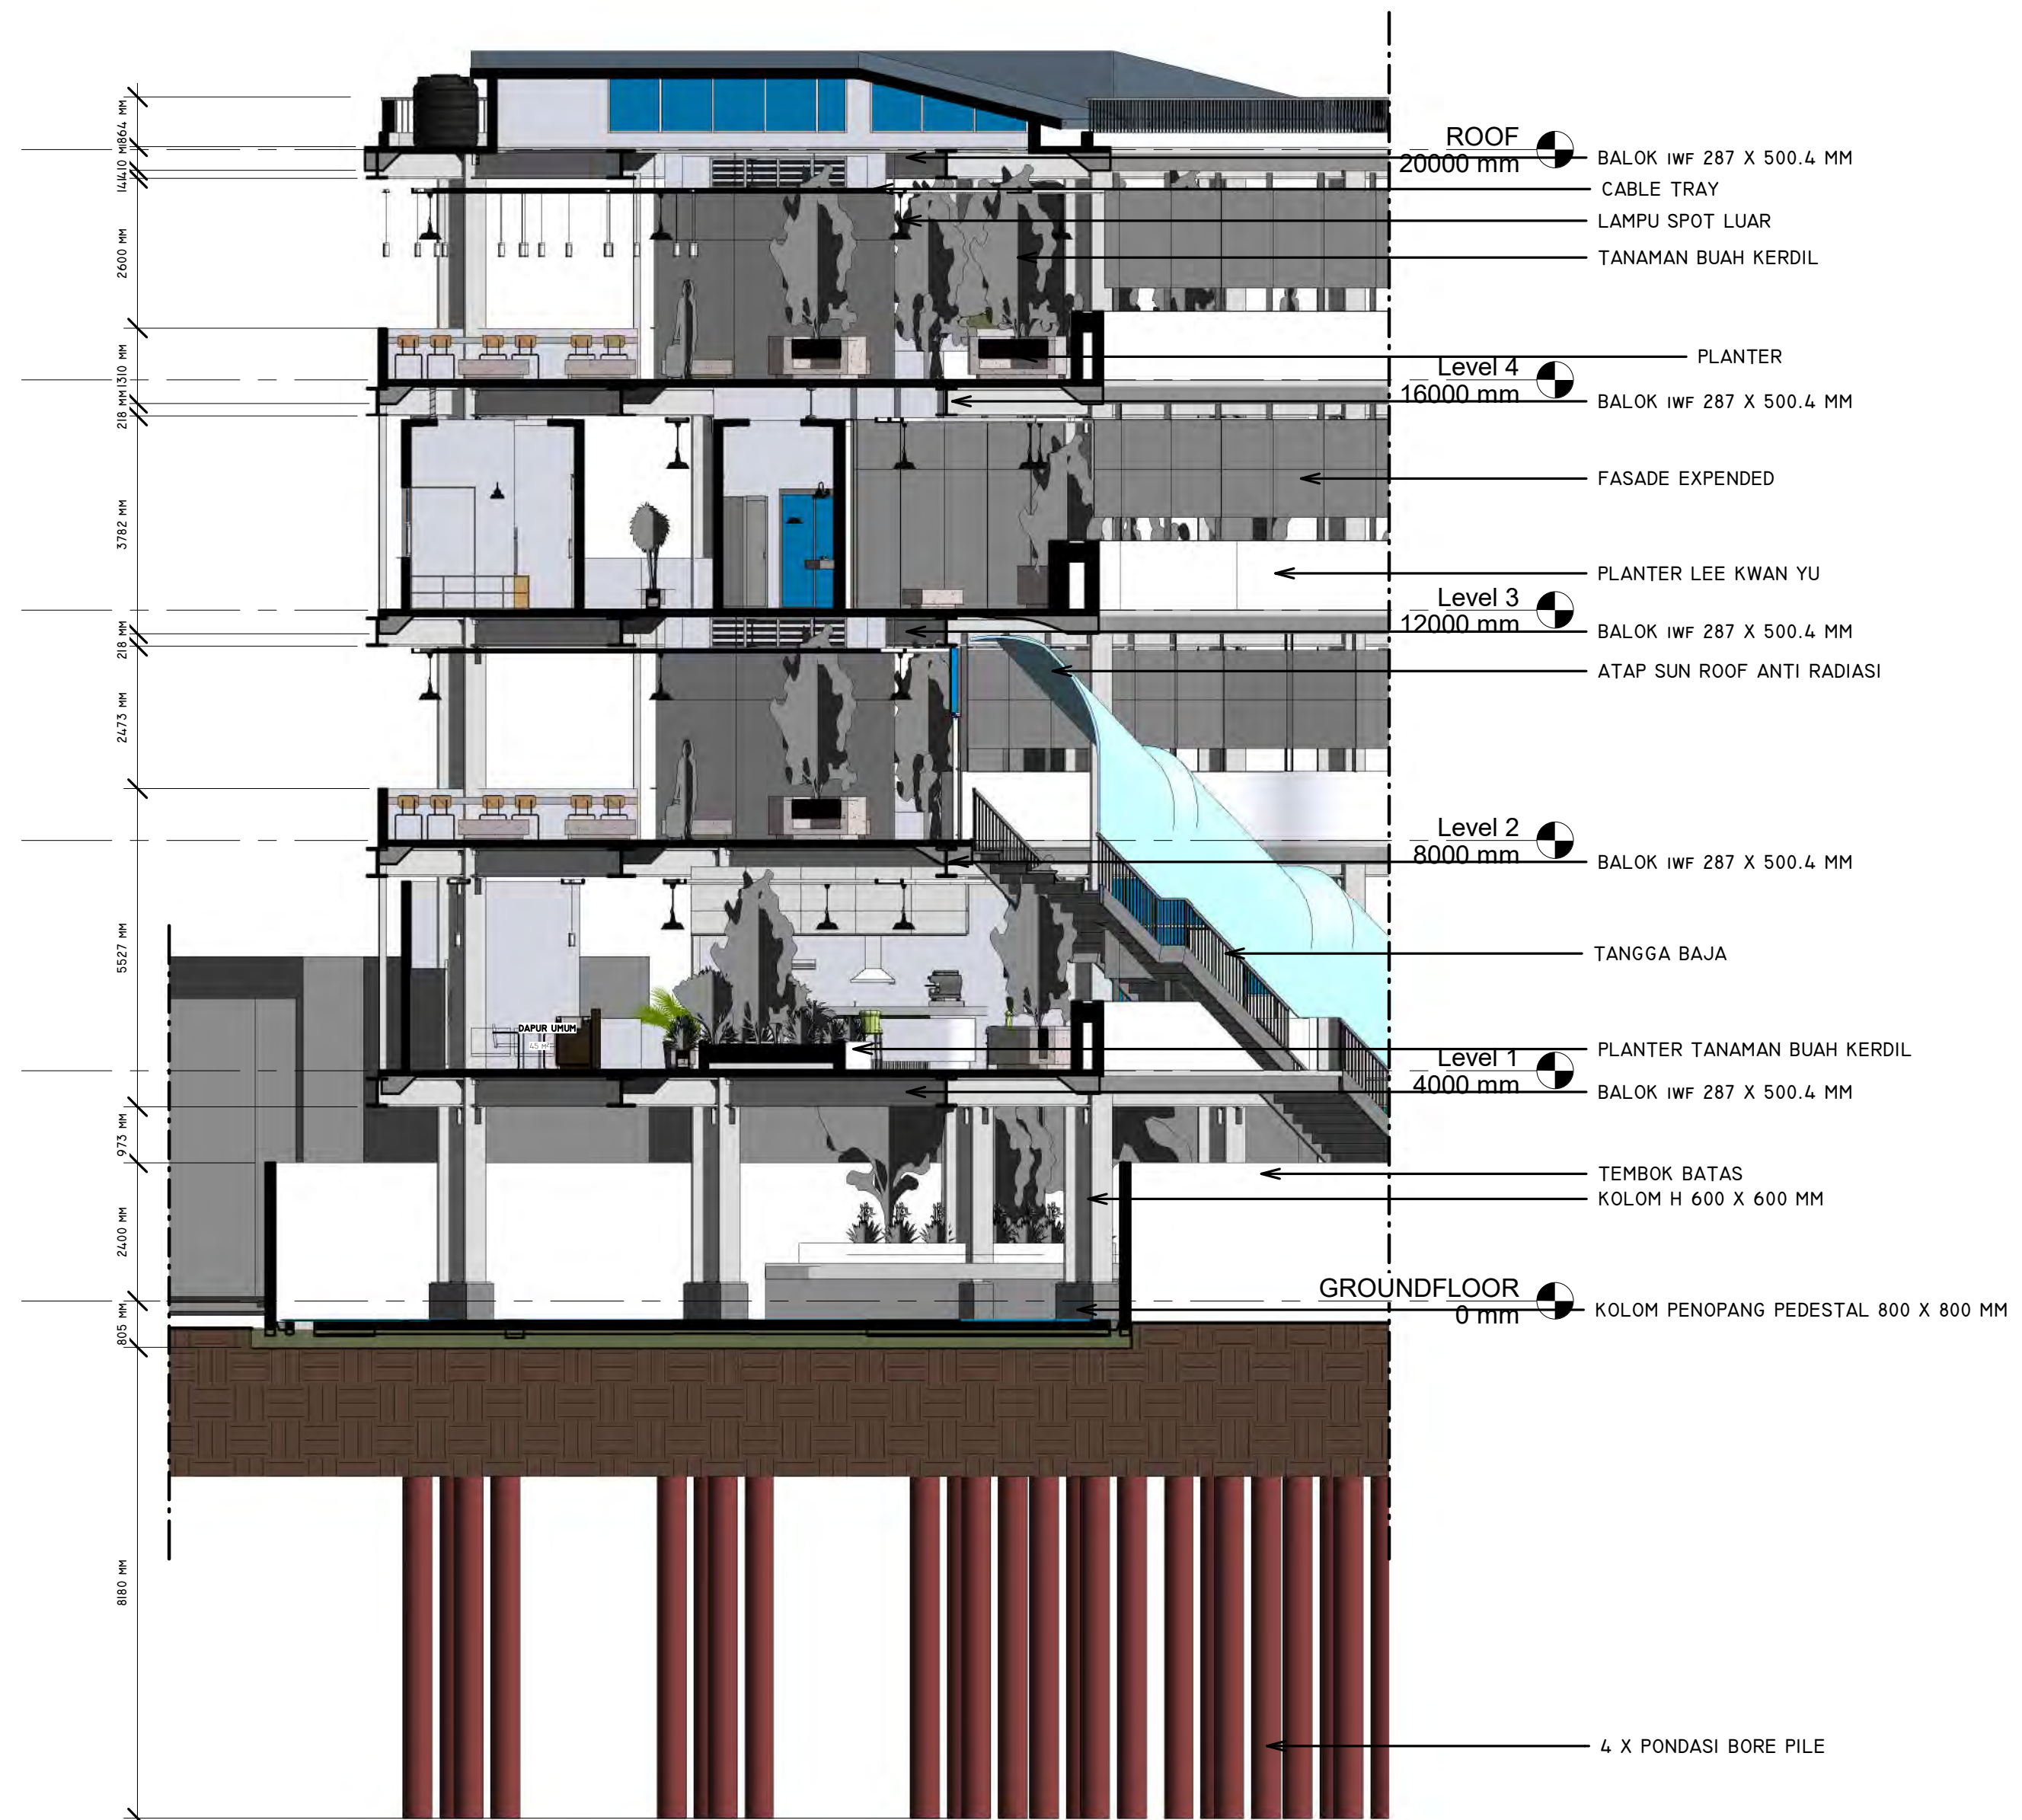 ROOF
20000 mm
BALOK IWF 287 X 500.4 MM
CABLE TRAY
LAMPU SPOT LUAR
TANAMAN BUAH KERDIL
PLANTER
Level 4
16000 mm
BALOK IWF 287 X 500.4 MM
FASADE EXPENDED
PLANTER LEE KWAN YU
Level 3
12000 mm
BALOK IWF 287 X 500.4 MM
ATAP SUN ROOF ANTI RADIASI
Level 2
8000 mm
BALOK IWF 287 X 500.4 MM
TANGGA BAJA
PLANTER TANAMAN BUAH KERDIL
Level 1
4000 mm
BALOK IWF 287 X 500.4 MM
TEMBOK BATAS
KOLOM H 600 X 600 MM
GROUNDFLOOR
0 mm
KOLOM PENOPANG PEDESTAL 800 X 800 MM
4 X PONDASI BORE PILE
DAPUR UMUM
45 M²
1864 MM
2600 MM
1310 MM
218 MM
3782 MM
218 MM
2473 MM
5527 MM
973 MM
2400 MM
805 MM
8180 MM